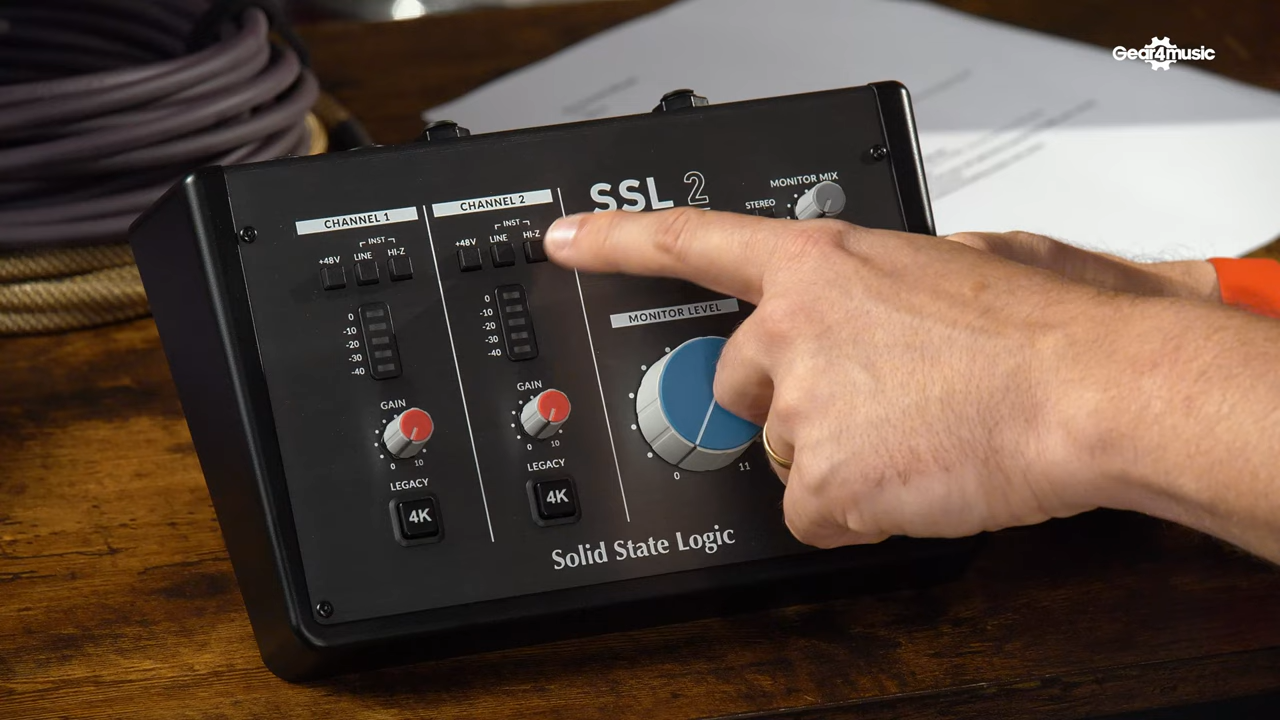 Gear4music
SSL 2
MONITOR MIX
STEREO
CHANNEL 1
INST
+48V LINE HI-Z
0
-10
-20
-30
-40
GAIN
0 10
LEGACY
4K
CHANNEL 2
INST
+48V LINE HI-Z
0
-10
-20
-30
-40
GAIN
0 10
LEGACY
4K
MONITOR LEVEL
0 11
Solid State Logic